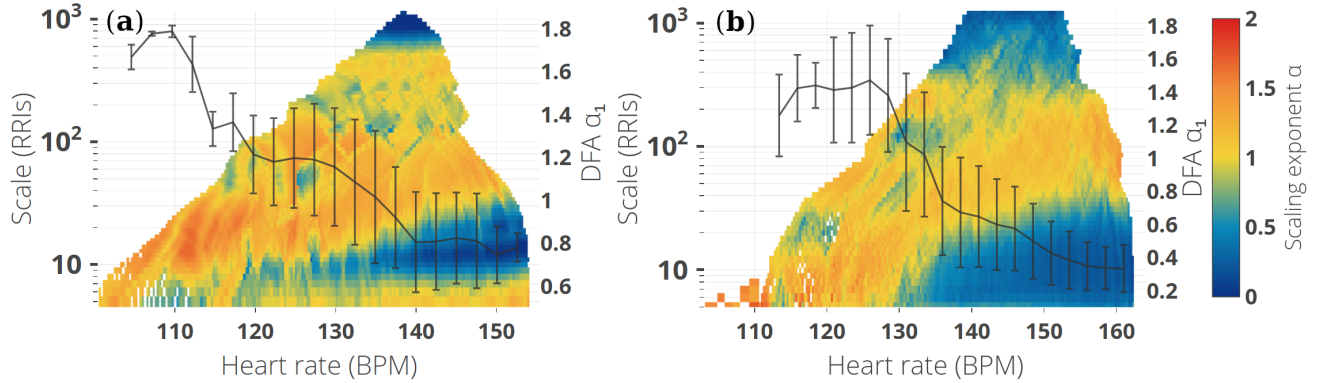 (a)
10³
10²
10
Scale (RRIs)
110 120 130 140 150
Heart rate (BPM)
1.8
1.6
1.4
1.2
1
0.8
0.6
DFA α₁
(b)
10³
10²
10
Scale (RRIs)
110 120 130 140 150 160
Heart rate (BPM)
1.8
1.6
1.4
1.2
1
0.8
0.6
0.4
0.2
DFA α₁
2
1.5
1
0.5
0
Scaling exponent α